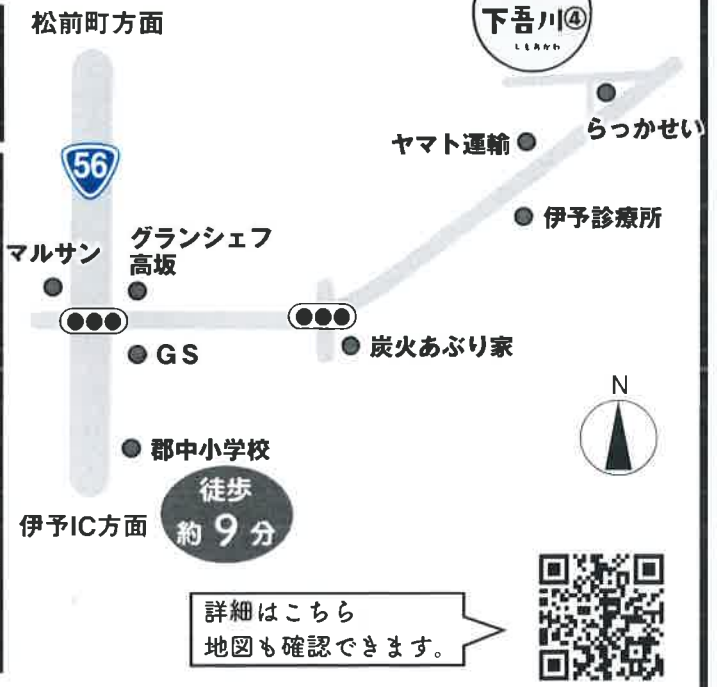 松前町方面
下吾川④
しもあがわ
らっかせい
ヤマト運輸
56
伊予診療所
グランシェフ
高坂
マルサン
GS
炭火あぶり家
N
郡中小学校
徒歩
約9分
伊予IC方面
詳細はこちら
地図も確認できます。